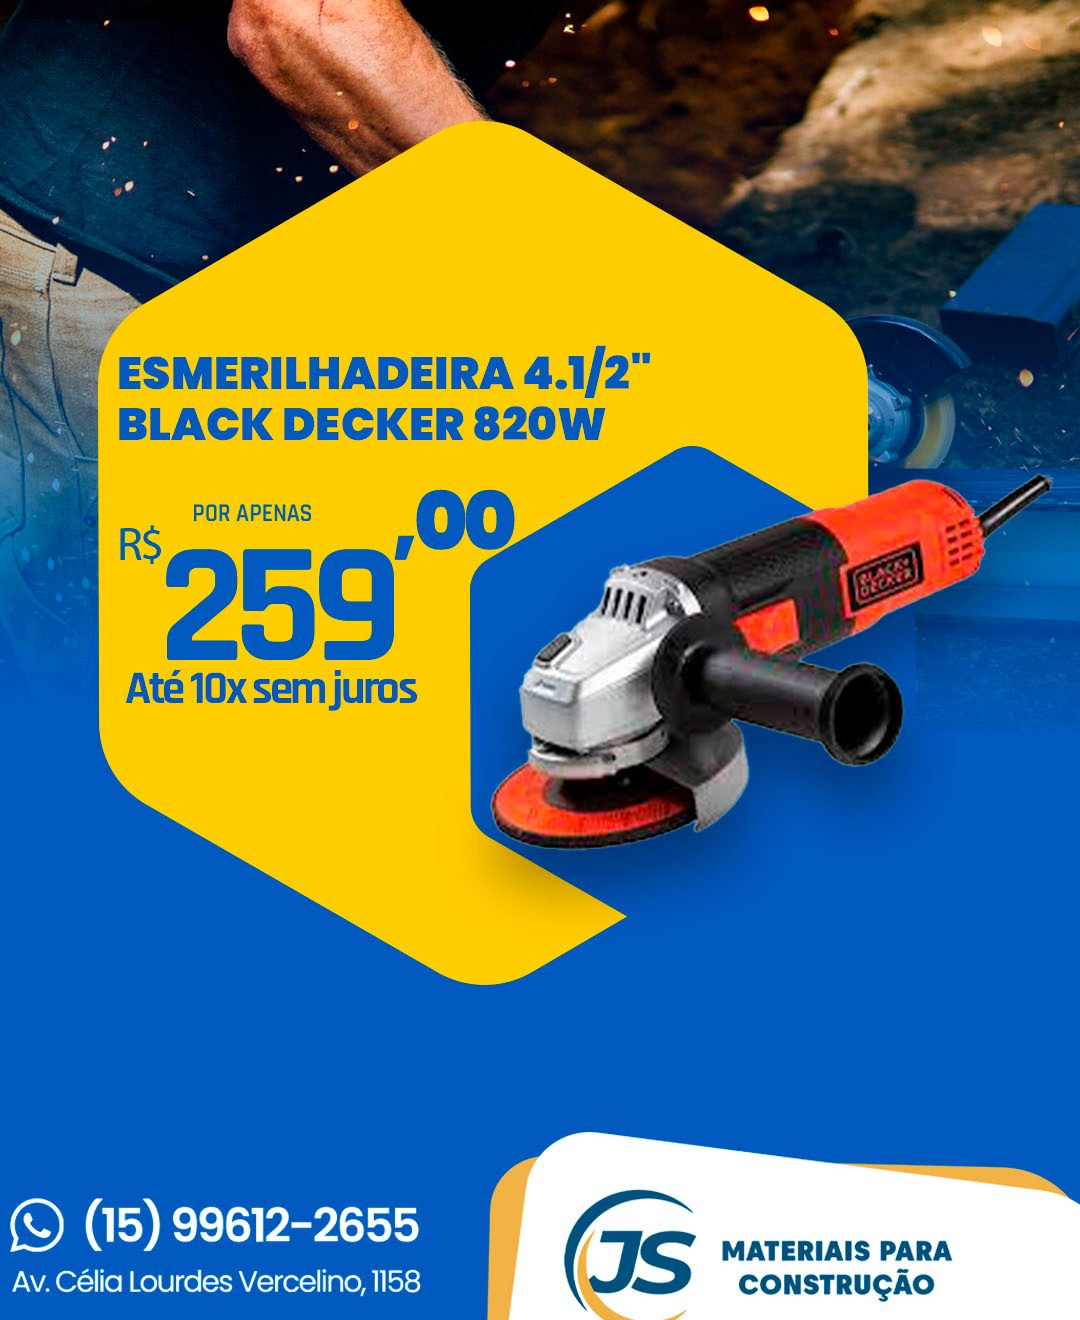 ESMERILHADEIRA 4.1/2"
BLACK DECKER 820W
POR APENAS
R$ 259,00
Até 10x sem juros
BLACK+
DECKER
(15) 99612-2655
Av. Célia Lourdes Vercelino, 1158
JS
MATERIAIS PARA
CONSTRUÇÃO